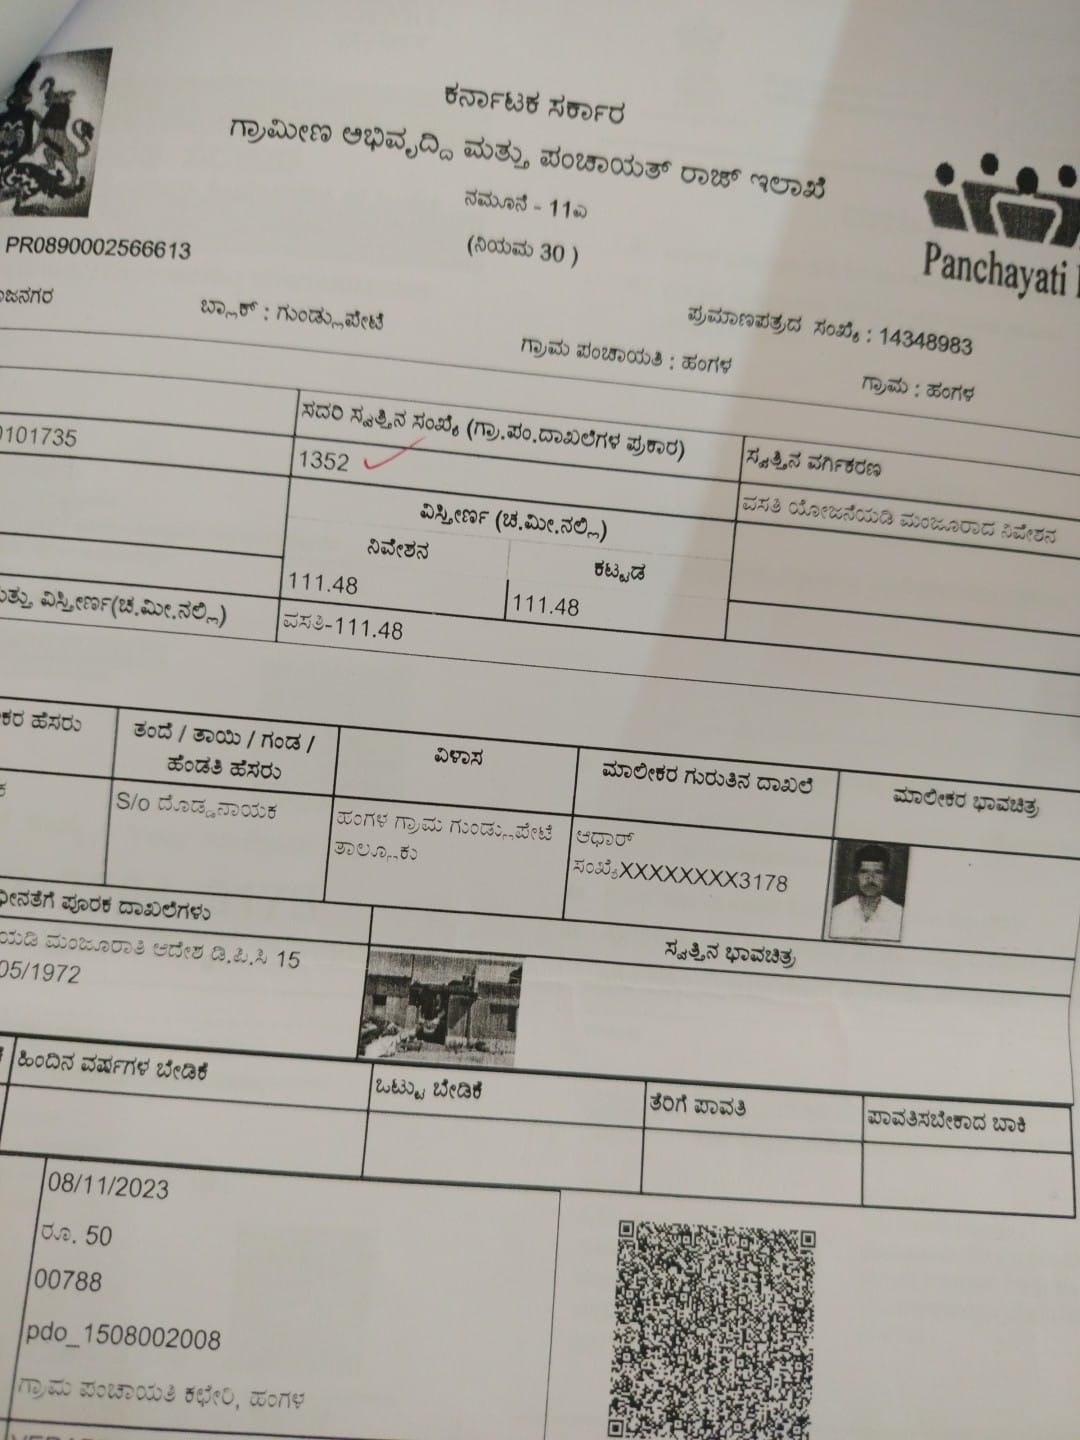 ಕರ್ನಾಟಕ ಸರ್ಕಾರ
ಗ್ರಾಮೀಣ ಅಭಿವೃದ್ಧಿ ಮತ್ತು ಪಂಚಾಯತ್ ರಾಜ್ ಇಲಾಖೆ
ನಮೂನೆ - 11ಎ
(ನಿಯಮ 30 )
Panchayati
PR0890002566613
ಜನಗರ
ಬ್ಲಾಕ್ : ಗುಂಡ್ಲುಪೇಟೆ
ಪ್ರಮಾಣಪತ್ರದ ಸಂಖ್ಯೆ : 14348983
ಗ್ರಾಮ ಪಂಚಾಯತಿ : ಹಂಗಳ
ಗ್ರಾಮ : ಹಂಗಳ
ಸದರಿ ಸ್ವತ್ತಿನ ಸಂಖ್ಯೆ (ಗ್ರಾ.ಪಂ.ದಾಖಲೆಗಳ ಪ್ರಕಾರ)
ಸ್ವತ್ತಿನ ವರ್ಗೀಕರಣ
0101735
1352
ವಸತಿ ಯೋಜನೆಯಡಿ ಮಂಜೂರಾದ ನಿವೇಶನ
ವಿಸ್ತೀರ್ಣ (ಚ.ಮೀ.ನಲ್ಲಿ)
ನಿವೇಶನ
ಕಟ್ಟಡ
111.48
111.48
ಮತ್ತು ವಿಸ್ತೀರ್ಣ(ಚ.ಮೀ.ನಲ್ಲಿ)
ವಸತಿ-111.48
ಕರ ಹೆಸರು
ತಂದೆ / ತಾಯಿ / ಗಂಡ /
ಹೆಂಡತಿ ಹೆಸರು
ವಿಳಾಸ
ಮಾಲೀಕರ ಗುರುತಿನ ದಾಖಲೆ
ಮಾಲೀಕರ ಭಾವಚಿತ್ರ
ಕ
S/o ದೊಡ್ಡನಾಯಕ
ಹಂಗಳ ಗ್ರಾಮ ಗುಂಡ್ಲುಪೇಟೆ
ತಾಲ್ಲೂಕು
ಆಧಾರ್
ಸಂಖ್ಯೆXXXXXXXX3178
ಧೀನತೆಗೆ ಪೂರಕ ದಾಖಲೆಗಳು
ಸ್ವತ್ತಿನ ಭಾವಚಿತ್ರ
ಯಡಿ ಮಂಜೂರಾತಿ ಆದೇಶ ಡಿ.ಪಿ.ಸಿ 15
05/1972
ಹಿಂದಿನ ವರ್ಷಗಳ ಬೇಡಿಕೆ
ಒಟ್ಟು ಬೇಡಿಕೆ
ತೆರಿಗೆ ಪಾವತಿ
ಪಾವತಿಸಬೇಕಾದ ಬಾಕಿ
08/11/2023
ರೂ. 50
00788
pdo_1508002008
ಗ್ರಾಮ ಪಂಚಾಯತಿ ಕಛೇರಿ, ಹಂಗಳ